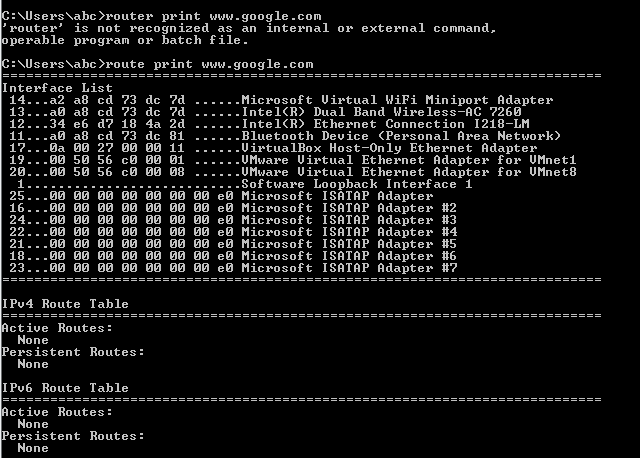 C:\Users\abc>router print www.google.com
'router' is not recognized as an internal or external command,
operable program or batch file.
C:\Users\abc>route print www.google.com
===========================================================================
Interface List
14...a2 a8 cd 73 dc 7d ......Microsoft Virtual WiFi Miniport Adapter
13...a0 a8 cd 73 dc 7d ......Intel(R) Dual Band Wireless-AC 7260
12...34 e6 d7 18 4a 2d ......Intel(R) Ethernet Connection I218-LM
11...a0 a8 cd 73 dc 81 ......Bluetooth Device (Personal Area Network)
17...0a 00 27 00 00 11 ......VirtualBox Host-Only Ethernet Adapter
19...00 50 56 c0 00 01 ......VMware Virtual Ethernet Adapter for VMnet1
20...00 50 56 c0 00 08 ......VMware Virtual Ethernet Adapter for VMnet8
1...........................Software Loopback Interface 1
25...00 00 00 00 00 00 00 e0 Microsoft ISATAP Adapter
16...00 00 00 00 00 00 00 e0 Microsoft ISATAP Adapter #2
24...00 00 00 00 00 00 00 e0 Microsoft ISATAP Adapter #3
22...00 00 00 00 00 00 00 e0 Microsoft ISATAP Adapter #4
21...00 00 00 00 00 00 00 e0 Microsoft ISATAP Adapter #5
18...00 00 00 00 00 00 00 e0 Microsoft ISATAP Adapter #6
23...00 00 00 00 00 00 00 e0 Microsoft ISATAP Adapter #7
===========================================================================
IPv4 Route Table
===========================================================================
Active Routes:
None
Persistent Routes:
None
IPv6 Route Table
===========================================================================
Active Routes:
None
Persistent Routes:
None